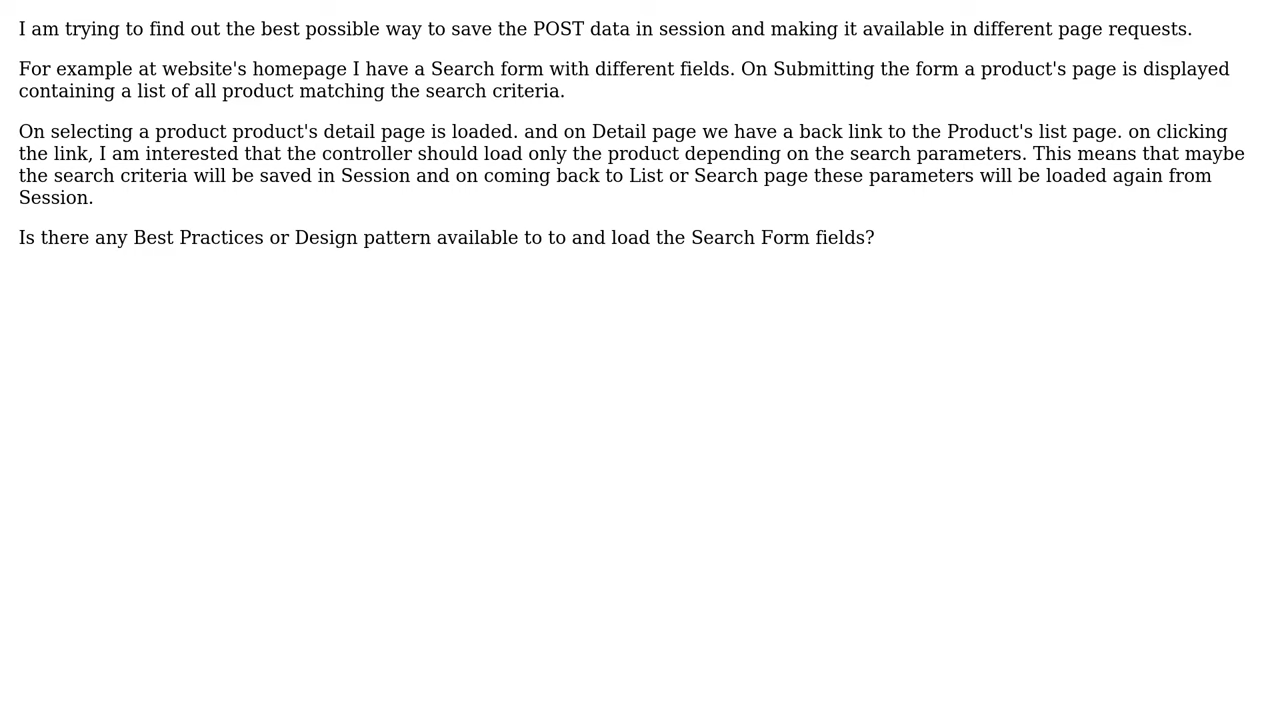 I am trying to find out the best possible way to save the POST data in session and making it available in different page requests.
For example at website's homepage I have a Search form with different fields. On Submitting the form a product's page is displayed
containing a list of all product matching the search criteria.
On selecting a product product's detail page is loaded. and on Detail page we have a back link to the Product's list page. on clicking
the link, I am interested that the controller should load only the product depending on the search parameters. This means that maybe
the search criteria will be saved in Session and on coming back to List or Search page these parameters will be loaded again from
Session.
Is there any Best Practices or Design pattern available to to and load the Search Form fields?